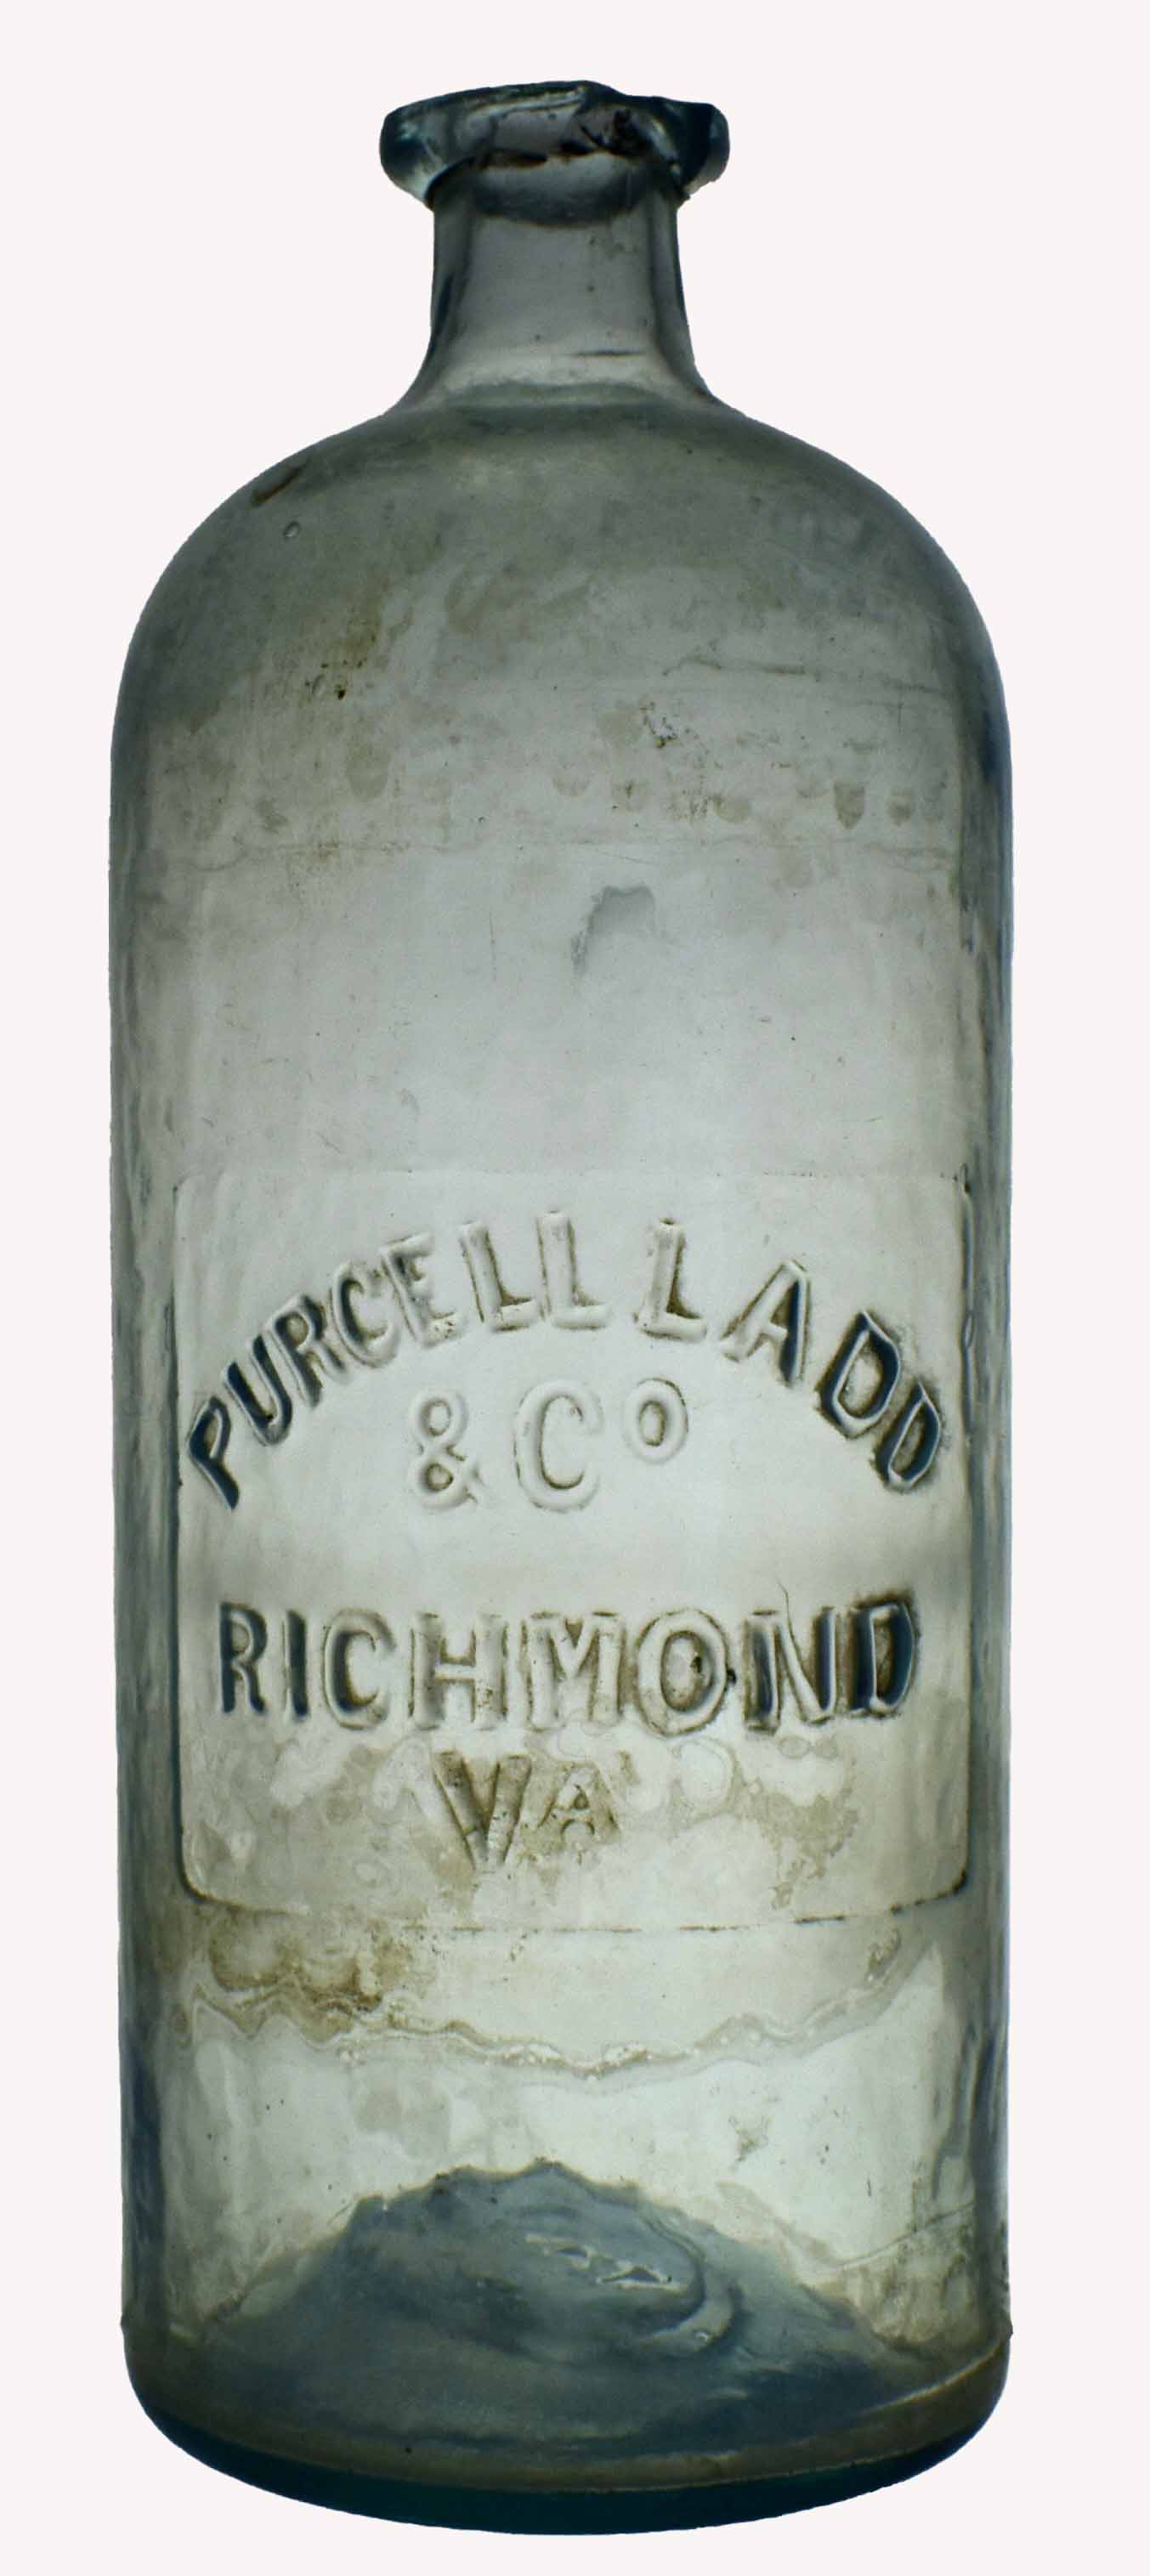 PURCELL LADD
& Co
RICHMOND
VA